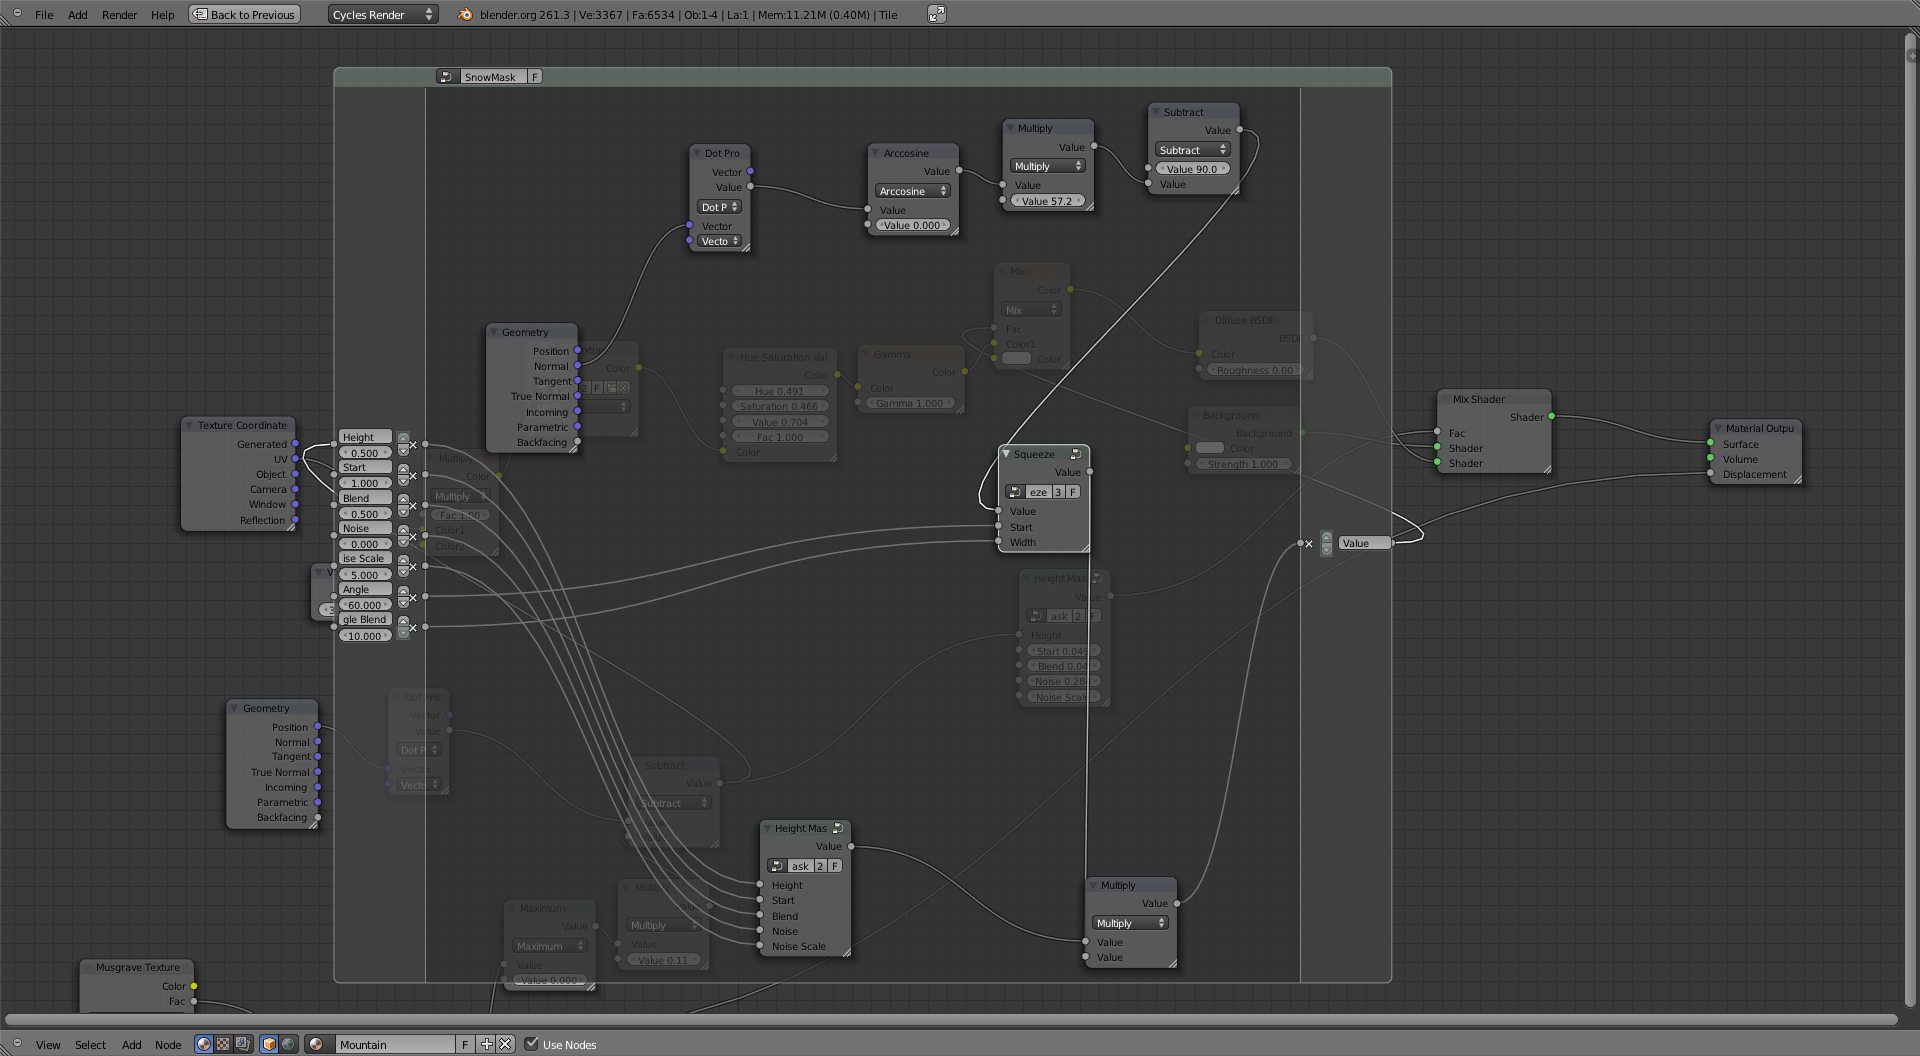 File Add Render Help Back to Previous Cycles Render blender.org 261.3 | Ve:3367 | Fa:6534 | Ob:1-4 | La:1 | Mem:11.21M (0.40M) | Tile
SnowMask F
Subtract
Value
Subtract
Value 90.0
Value
Multiply
Value
Multiply
Value
Value 57.2
Dot Pro
Vector
Value
Dot P
Vector
Vecto
Arccosine
Value
Arccosine
Value
Value 0.000
Mix
Color
Mix
Fac
Color1
Color
Diffuse BSDF
BSDF
Color
Roughness 0.00
Geometry
Position
Normal
Tangent
True Normal
Incoming
Parametric
Backfacing
Color
2 F
Hue Saturation Val
Color
Hue 0.491
Saturation 0.466
Value 0.704
Fac 1.000
Color
Gamma
Color
Color
Gamma 1.000
Background
Background
Color
Strength 1.000
Mix Shader
Shader
Fac
Shader
Shader
Material Outpu
Surface
Volume
Displacement
Texture Coordinate
Generated
UV
Object
Camera
Window
Reflection
Height
0.500
Start
1.000
Blend
0.500
Noise
0.000
ise Scale
5.000
Angle
60.000
gle Blend
10.000
Multiply
Color
Multiply
Fac 1.00
Color1
Color2
Squeeze
Value
eze 3 F
Value
Start
Width
Value
Height Mas
Value
ask 2 F
Height
Start 0.049
Blend 0.04
Noise 0.28
Noise Scale
Geometry
Position
Normal
Tangent
True Normal
Incoming
Parametric
Backfacing
Dot Pro
Vector
Value
Dot P
Vector
Vecto
Subtract
Value
Subtract
Height Mas
Value
ask 2 F
Height
Start
Blend
Noise
Noise Scale
Maximum
Value
Maximum
Value
Value 0.000
Multiply
Multiply
Value
Value 0.11
Multiply
Value
Multiply
Value
Value
Musgrave Texture
Color
Fac
View Select Add Node Mountain F Use Nodes